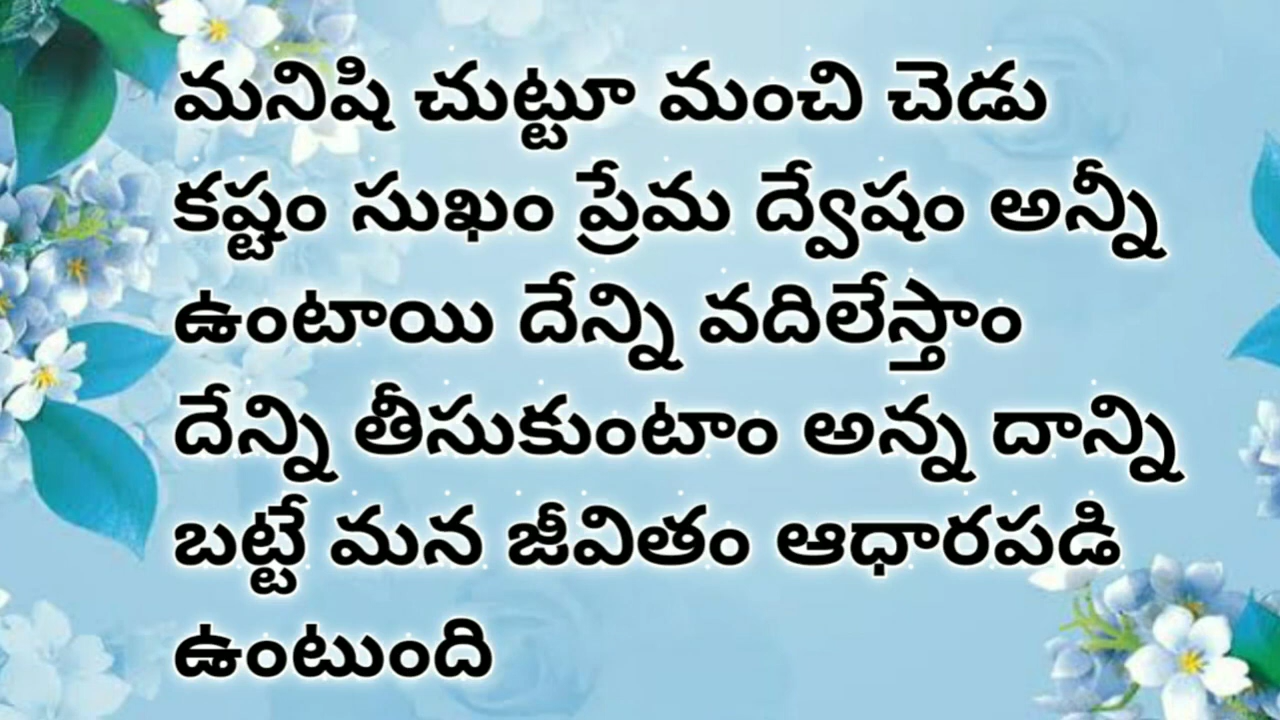 మనిషి చుట్టూ మంచి చెడు
కష్టం సుఖం ప్రేమ ద్వేషం అన్నీ
ఉంటాయి దేన్ని వదిలేస్తాం
దేన్ని తీసుకుంటాం అన్న దాన్ని
బట్టే మన జీవితం ఆధారపడి
ఉంటుంది